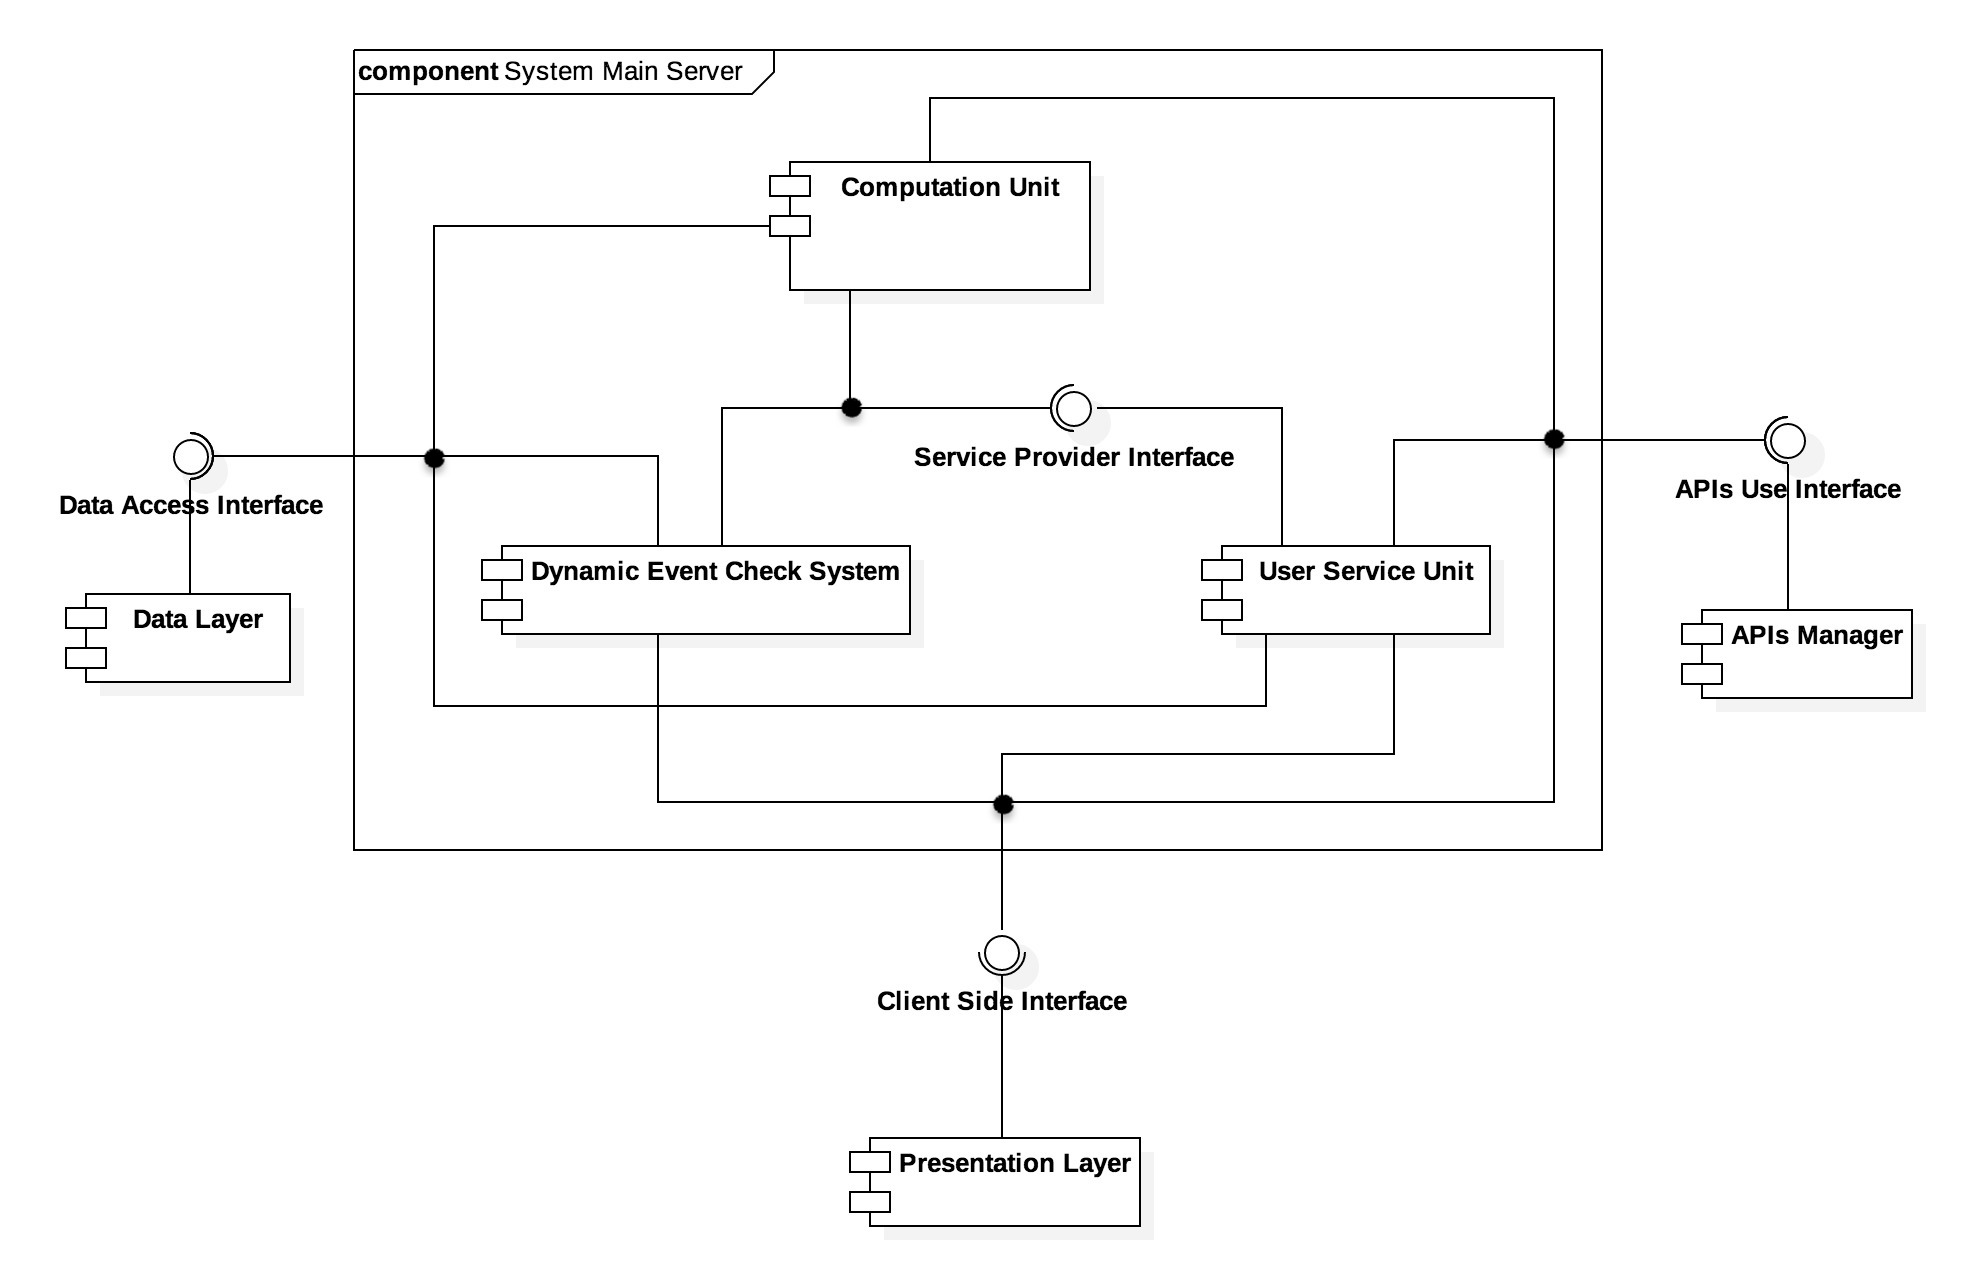 component System Main Server
Computation Unit
Service Provider Interface
Data Access Interface
APIs Use Interface
Dynamic Event Check System
User Service Unit
Data Layer
APIs Manager
Client Side Interface
Presentation Layer